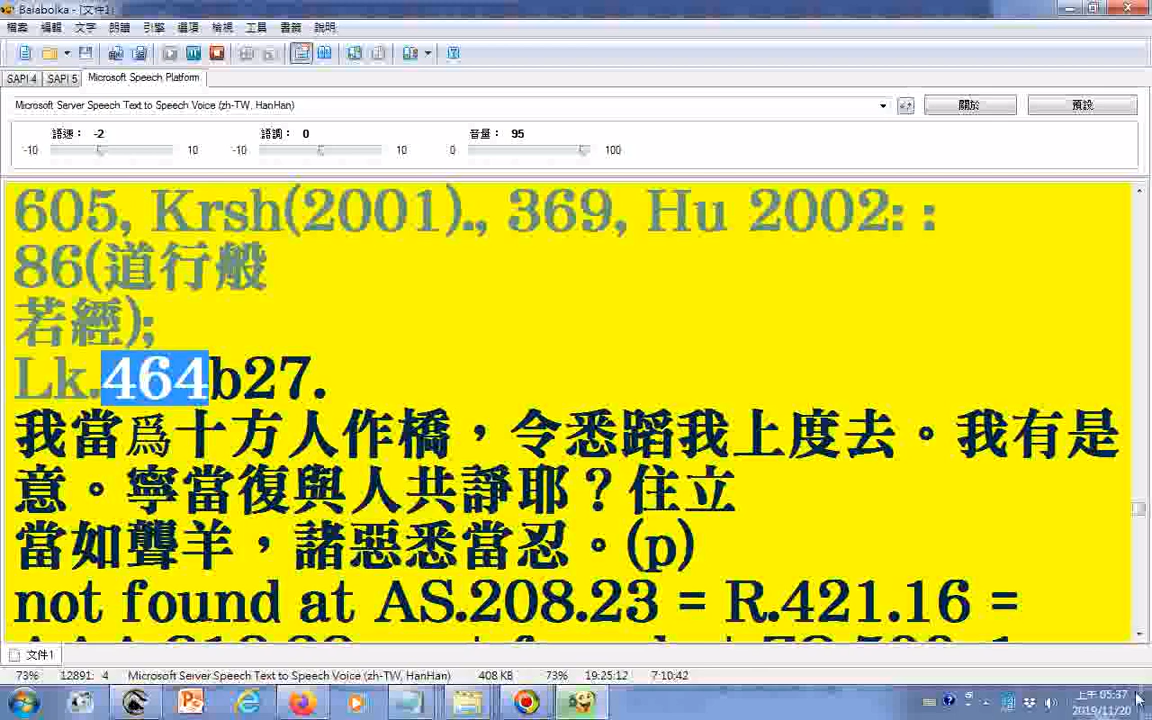 Balabolka - [文件1]
檔案 編輯 文字 朗讀 引擎 選項 檢視 工具 書籤 說明
SAPI 4 SAPI 5 Microsoft Speech Platform
Microsoft Server Speech Text to Speech Voice (zh-TW, HanHan) 關於 預設
語速： -2 語調： 0 音量： 95
-10 10 -10 10 0 100
605, Krsh(2001)., 369, Hu 2002: :
86(道行般
若經);
Lk.464b27.
我當爲十方人作橋，令悉蹈我上度去。我有是
意。寧當復與人共諍耶？住立
當如聾羊，諸惡悉當忍。(p)
not found at AS.208.23 = R.421.16 =
文件1
73% 12891: 4 Microsoft Server Speech Text to Speech Voice (zh-TW, HanHan) 408 KB 73% 19:25:12 7:10:42
上午 05:37
2019/11/20